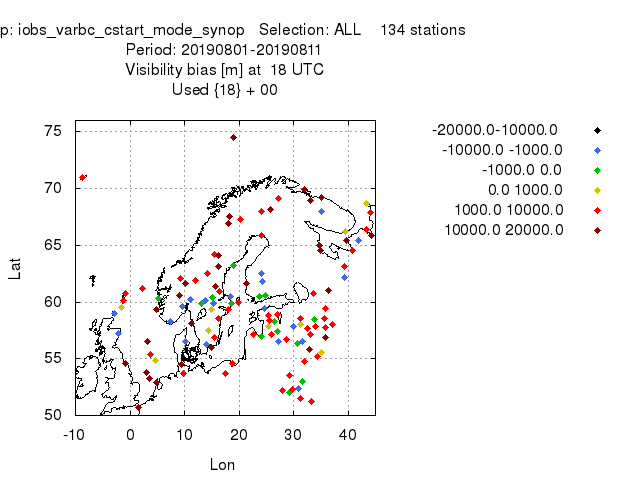 p: iobs_varbc_cstart_mode_synop Selection: ALL 134 stations
Period: 20190801-20190811
Visibility bias [m] at 18 UTC
Used {18} + 00
-20000.0-10000.0
-10000.0 -1000.0
-1000.0 0.0
0.0 1000.0
1000.0 10000.0
10000.0 20000.0
75
70
65
60
55
50
Lat
-10 0 10 20 30 40
Lon